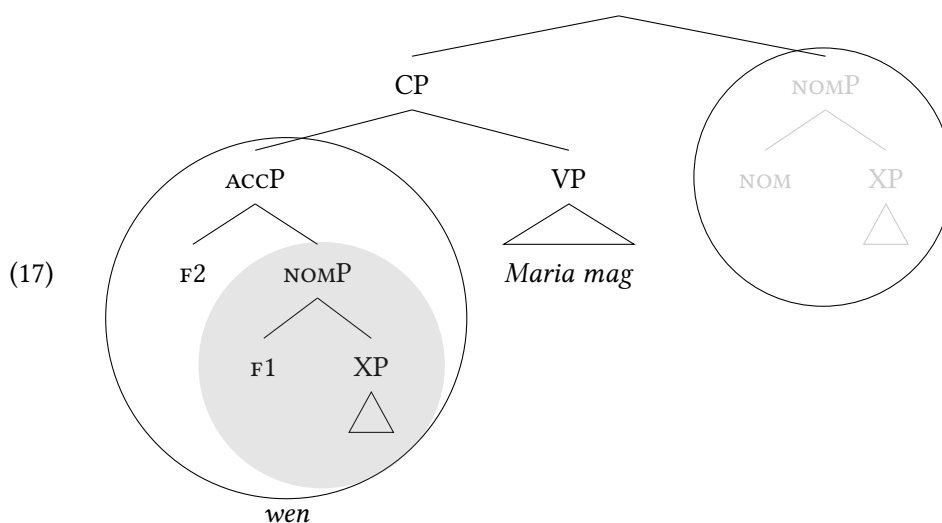 CP
NOMP
ACCP VP
NOM XP
(17) F2 NOMP Maria mag
F1 XP
wen